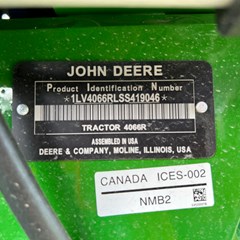 JOHN DEERE
Product Identification Number
*1LV4066RLSS419046*
TRACTOR 4066R
ASSEMBLED IN USA
DEERE & COMPANY, MOLINE, ILLINOIS, USA
CANADA ICES-002
NMB2